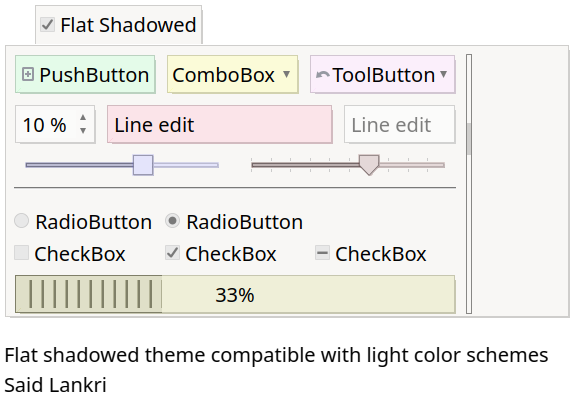 Flat Shadowed
PushButton ComboBox ToolButton
10 % Line edit Line edit
RadioButton RadioButton
CheckBox CheckBox CheckBox
33%
Flat shadowed theme compatible with light color schemes
Said Lankri